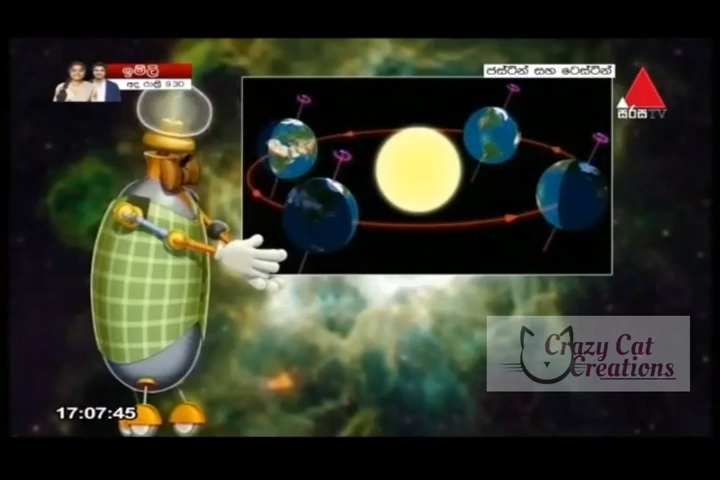 ඉමිලි
අද රාත්‍රී 9.30
ජස්ටින් සහ ටෙස්ටින්
සිරස TV
Crazy Cat
Creations
17:07:45